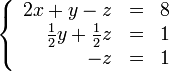 2x + y − z = 8
½y + ½z = 1
−z = 1